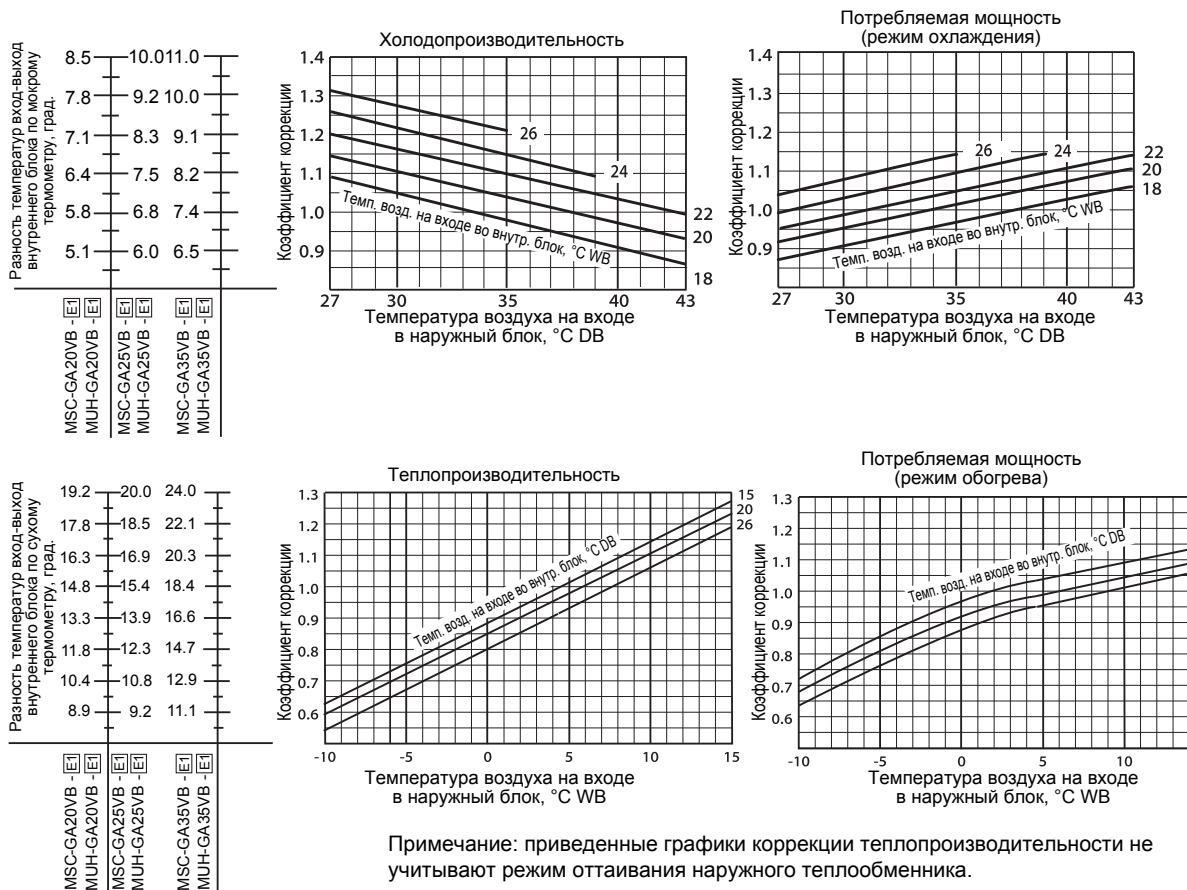 Разность температур вход-выход
внутреннего блока по мокрому
термометру, град.
8.5 10.0 11.0
7.8 9.2 10.0
7.1 8.3 9.1
6.4 7.5 8.2
5.8 6.8 7.4
5.1 6.0 6.5
MSC-GA20VB - E1
MUH-GA20VB - E1
MSC-GA25VB - E1
MUH-GA25VB - E1
MSC-GA35VB - E1
MUH-GA35VB - E1
Холодопроизводительность
Коэффициент коррекции
1.4
1.3
1.2
1.1
1.0
0.9
26
24
22
20
18
Темп. возд. на входе во внутр. блок, °C WB
27 30 35 40 43
Температура воздуха на входе
в наружный блок, °C DB
Потребляемая мощность
(режим охлаждения)
Коэффициент коррекции
1.4
1.3
1.2
1.1
1.0
0.9
26
24
22
20
18
Темп. возд. на входе во внутр. блок, °C WB
27 30 35 40 43
Температура воздуха на входе
в наружный блок, °C DB
Разность температур вход-выход
внутреннего блока по сухому
термометру, град.
19.2 20.0 24.0
17.8 18.5 22.1
16.3 16.9 20.3
14.8 15.4 18.4
13.3 13.9 16.6
11.8 12.3 14.7
10.4 10.8 12.9
8.9 9.2 11.1
MSC-GA20VB - E1
MUH-GA20VB - E1
MSC-GA25VB - E1
MUH-GA25VB - E1
MSC-GA35VB - E1
MUH-GA35VB - E1
Теплопроизводительность
Коэффициент коррекции
1.3
1.2
1.1
1.0
0.9
0.8
0.7
0.6
15
20
26
Темп. возд. на входе во внутр. блок, °C DB
-10 -5 0 5 10 15
Температура воздуха на входе
в наружный блок, °C WB
Потребляемая мощность
(режим обогрева)
Коэффициент коррекции
1.3
1.2
1.1
1.0
0.9
0.8
0.7
0.6
Темп. возд. на входе во внутр. блок, °C DB
-10 -5 0 5 10
Температура воздуха на входе
в наружный блок, °C WB
Примечание: приведенные графики коррекции теплопроизводительности не
учитывают режим оттаивания наружного теплообменника.